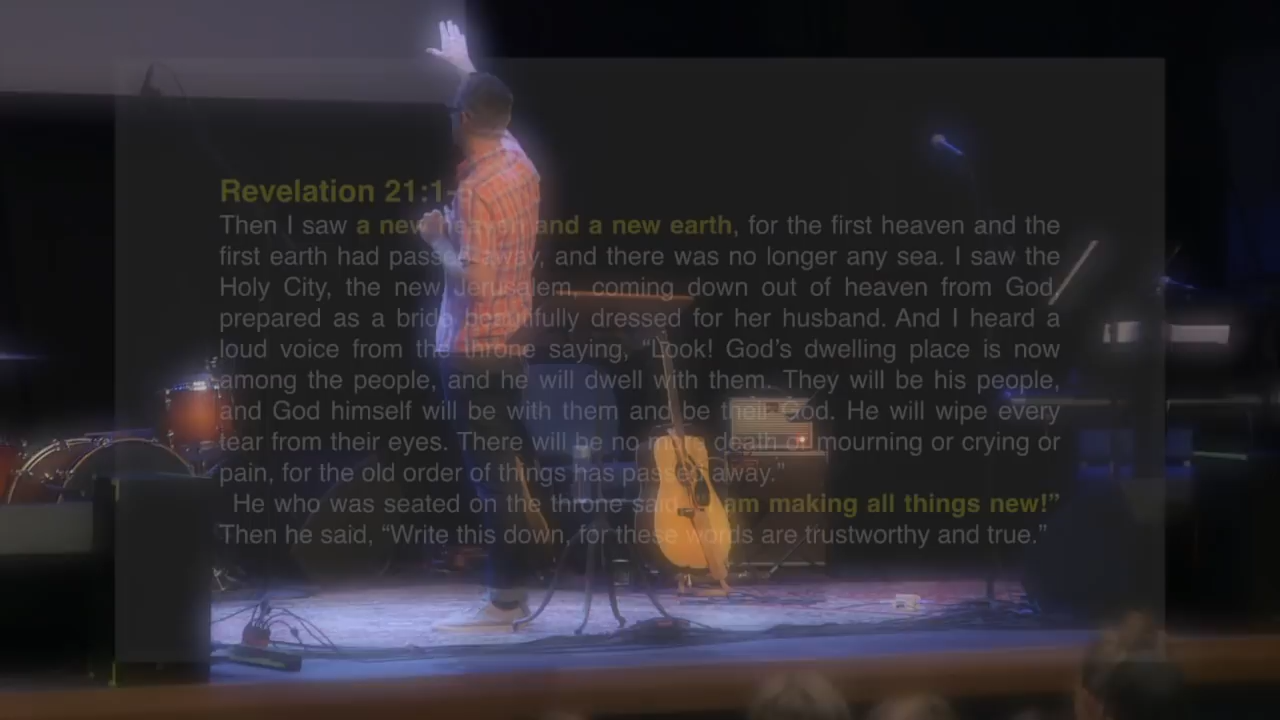 Revelation 21:1-5
Then I saw a new heaven and a new earth, for the first heaven and the
first earth had passed away, and there was no longer any sea. I saw the
Holy City, the new Jerusalem, coming down out of heaven from God,
prepared as a bride beautifully dressed for her husband. And I heard a
loud voice from the throne saying, “Look! God’s dwelling place is now
among the people, and he will dwell with them. They will be his people,
and God himself will be with them and be their God. He will wipe every
tear from their eyes. There will be no more death or mourning or crying or
pain, for the old order of things has passed away.”
He who was seated on the throne said, am making all things new!”
Then he said, “Write this down, for these words are trustworthy and true.”